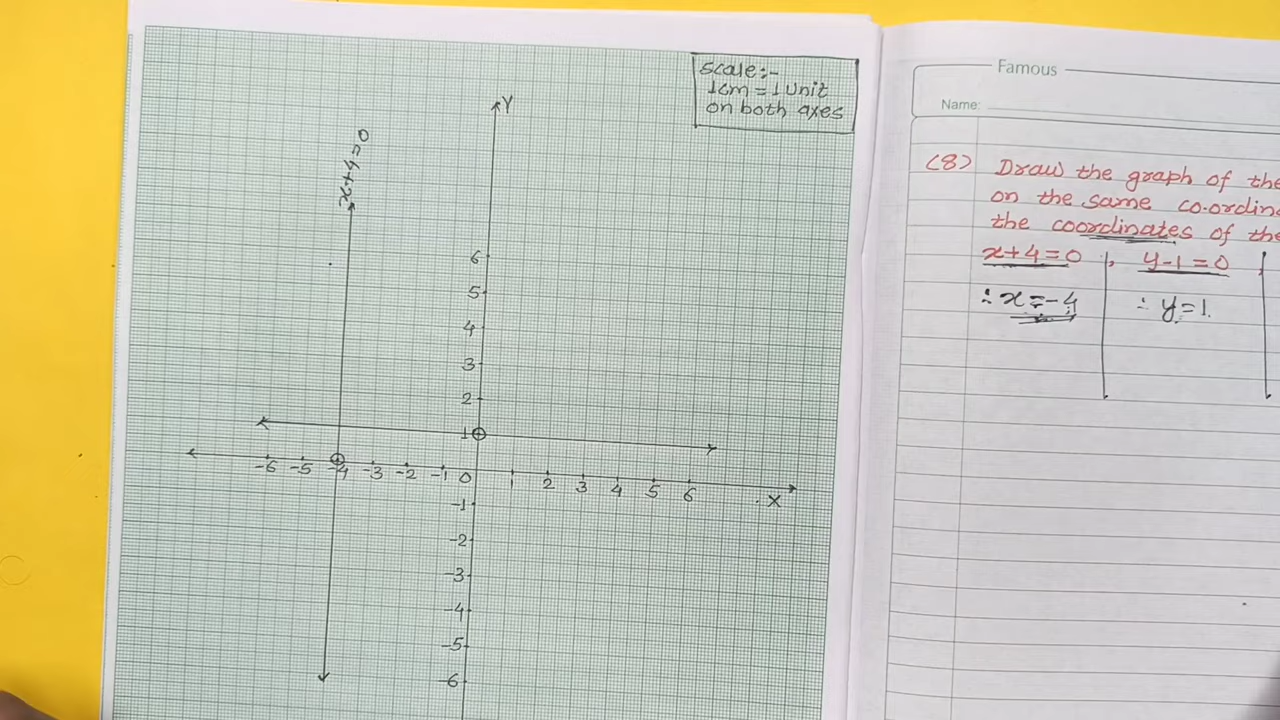 Scale:-
1cm = 1 Unit
on both axes
Y
x+4=0
6
5
4
3
2
1
-6 -5 -4 -3 -2 -1 0 1 2 3 4 5 6
X
-1
-2
-3
-4
-5
-6
Famous
Name:
(8) Draw the graph of the
on the same co-ordin
the coordinates of the
x+4=0 , y-1=0 ,
∴ x=-4 ∴ y=1.